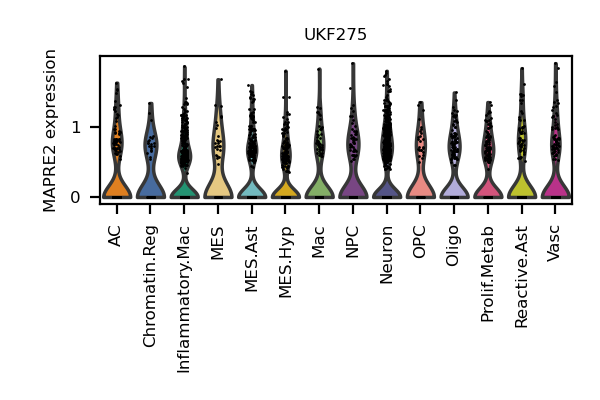 UKF275
MAPRE2 expression
1
0
AC
Chromatin.Reg
Inflammatory.Mac
MES
MES.Ast
MES.Hyp
Mac
NPC
Neuron
OPC
Oligo
Prolif.Metab
Reactive.Ast
Vasc